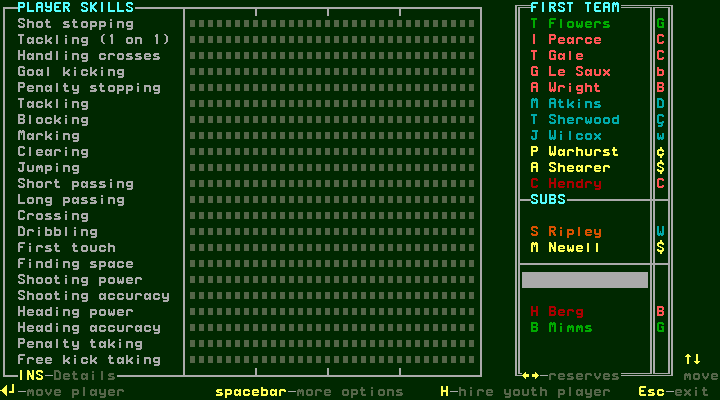 PLAYER SKILLS
Shot stopping
Tackling (1 on 1)
Handling crosses
Goal kicking
Penalty stopping
Tackling
Blocking
Marking
Clearing
Jumping
Short passing
Long passing
Crossing
Dribbling
First touch
Finding space
Shooting power
Shooting accuracy
Heading power
Heading accuracy
Penalty taking
Free kick taking
INS-Details
FIRST TEAM
T Flowers G
I Pearce C
T Gale C
G Le Saux b
A Wright B
M Atkins D
T Sherwood Ç
J Wilcox w
P Warhurst ¢
A Shearer $
C Hendry C
SUBS
S Ripley W
M Newell $
H Berg B
B Mimms G
↔reserves
↑↓
move
↵-move player
spacebar-more options
H-hire youth player
Esc-exit